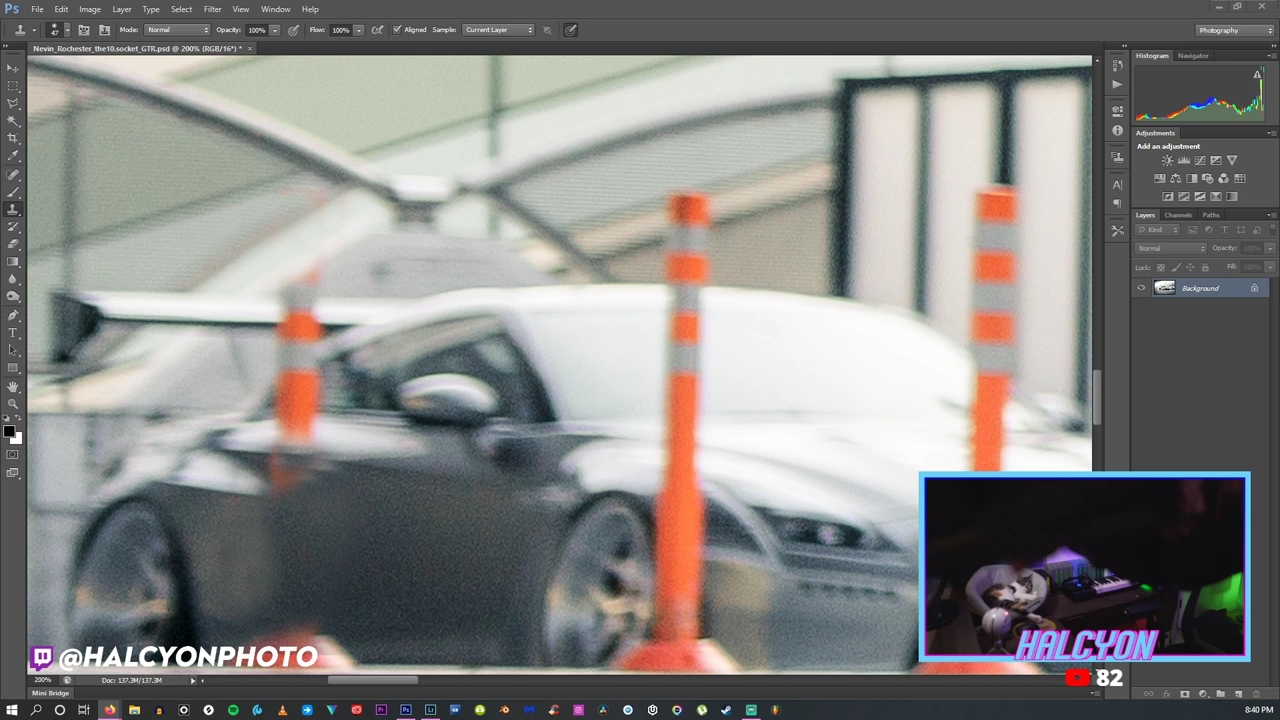 Ps File Edit Image Layer Type Select Filter View Window Help
47 Mode: Normal Opacity: 100% Flow: 100% Aligned Sample: Current Layer Photography
Nevin_Rochester_the10.socket_GTR.psd @ 200% (RGB/16*) * ×
Histogram Navigator
Adjustments
Add an adjustment
Layers Channels Paths
Kind
Normal Opacity: 100%
Lock: Fill: 100%
Background
@HALCYONPHOTO
HALCYON
82
200% Doc: 137.3M/137.3M
Mini Bridge
8:40 PM